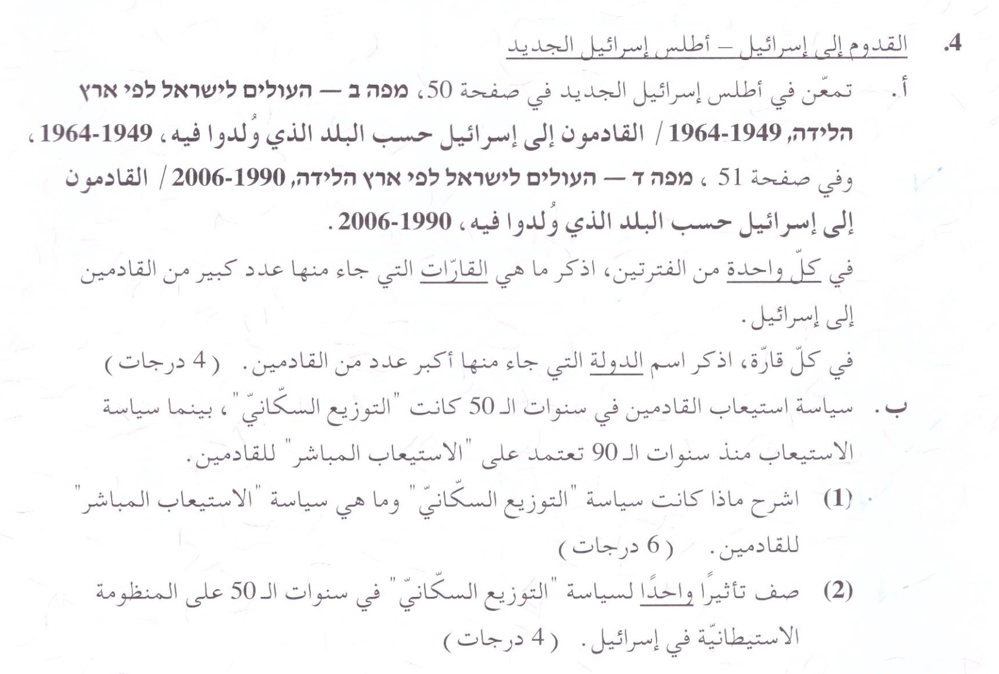 4. القدوم إلى إسرائيل – أطلس إسرائيل الجديد
أ. تمعّن في أطلس إسرائيل الجديد في صفحة 50، מפה ב — העולים לישראל לפי ארץ
הלידה, 1964-1949 / القادمون إلى إسرائيل حسب البلد الذي وُلدوا فيه، 1964-1949،
وفي صفحة 51، מפה ד — העולים לישראל לפי ארץ הלידה, 2006-1990 / القادمون
إلى إسرائيل حسب البلد الذي وُلدوا فيه، 2006-1990.
في كلّ واحدة من الفترتين، اذكر ما هي القارّات التي جاء منها عدد كبير من القادمين
إلى إسرائيل.
في كلّ قارّة، اذكر اسم الدولة التي جاء منها أكبر عدد من القادمين. (4 درجات)
ب. سياسة استيعاب القادمين في سنوات الـ 50 كانت "التوزيع السكّانيّ"، بينما سياسة
الاستيعاب منذ سنوات الـ 90 تعتمد على "الاستيعاب المباشر" للقادمين.
(1) اشرح ماذا كانت سياسة "التوزيع السكّانيّ" وما هي سياسة "الاستيعاب المباشر"
للقادمين. (6 درجات)
(2) صف تأثيرًا واحدًا لسياسة "التوزيع السكّانيّ" في سنوات الـ 50 على المنظومة
الاستيطانيّة في إسرائيل. (4 درجات)